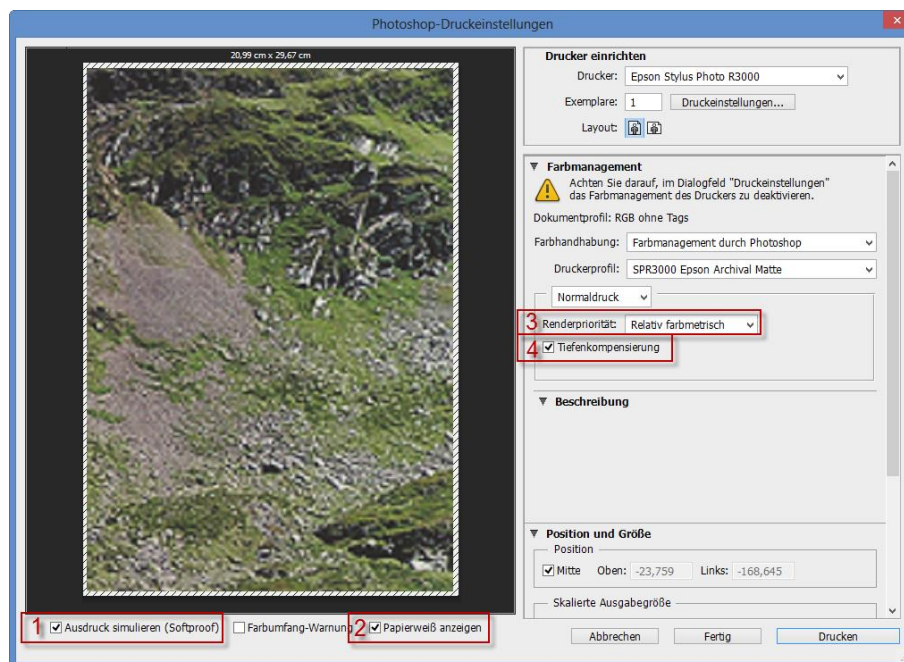 Photoshop-Druckeinstellungen
20,99 cm x 29,67 cm
Drucker einrichten
Drucker: Epson Stylus Photo R3000
Exemplare: 1 Druckeinstellungen...
Layout:
Farbmanagement
Achten Sie darauf, im Dialogfeld "Druckeinstellungen"
das Farbmanagement des Druckers zu deaktivieren.
Dokumentprofil: RGB ohne Tags
Farbhandhabung: Farbmanagement durch Photoshop
Druckerprofil: SPR3000 Epson Archival Matte
Normaldruck
3 Renderpriorität: Relativ farbmetrisch
4 Tiefenkompensierung
Beschreibung
Position und Größe
Position
Mitte Oben: -23,759 Links: -168,645
Skalierte Ausgabegröße
1 Ausdruck simulieren (Softproof) Farbumfang-Warnung 2 Papierweiß anzeigen
Abbrechen Fertig Drucken